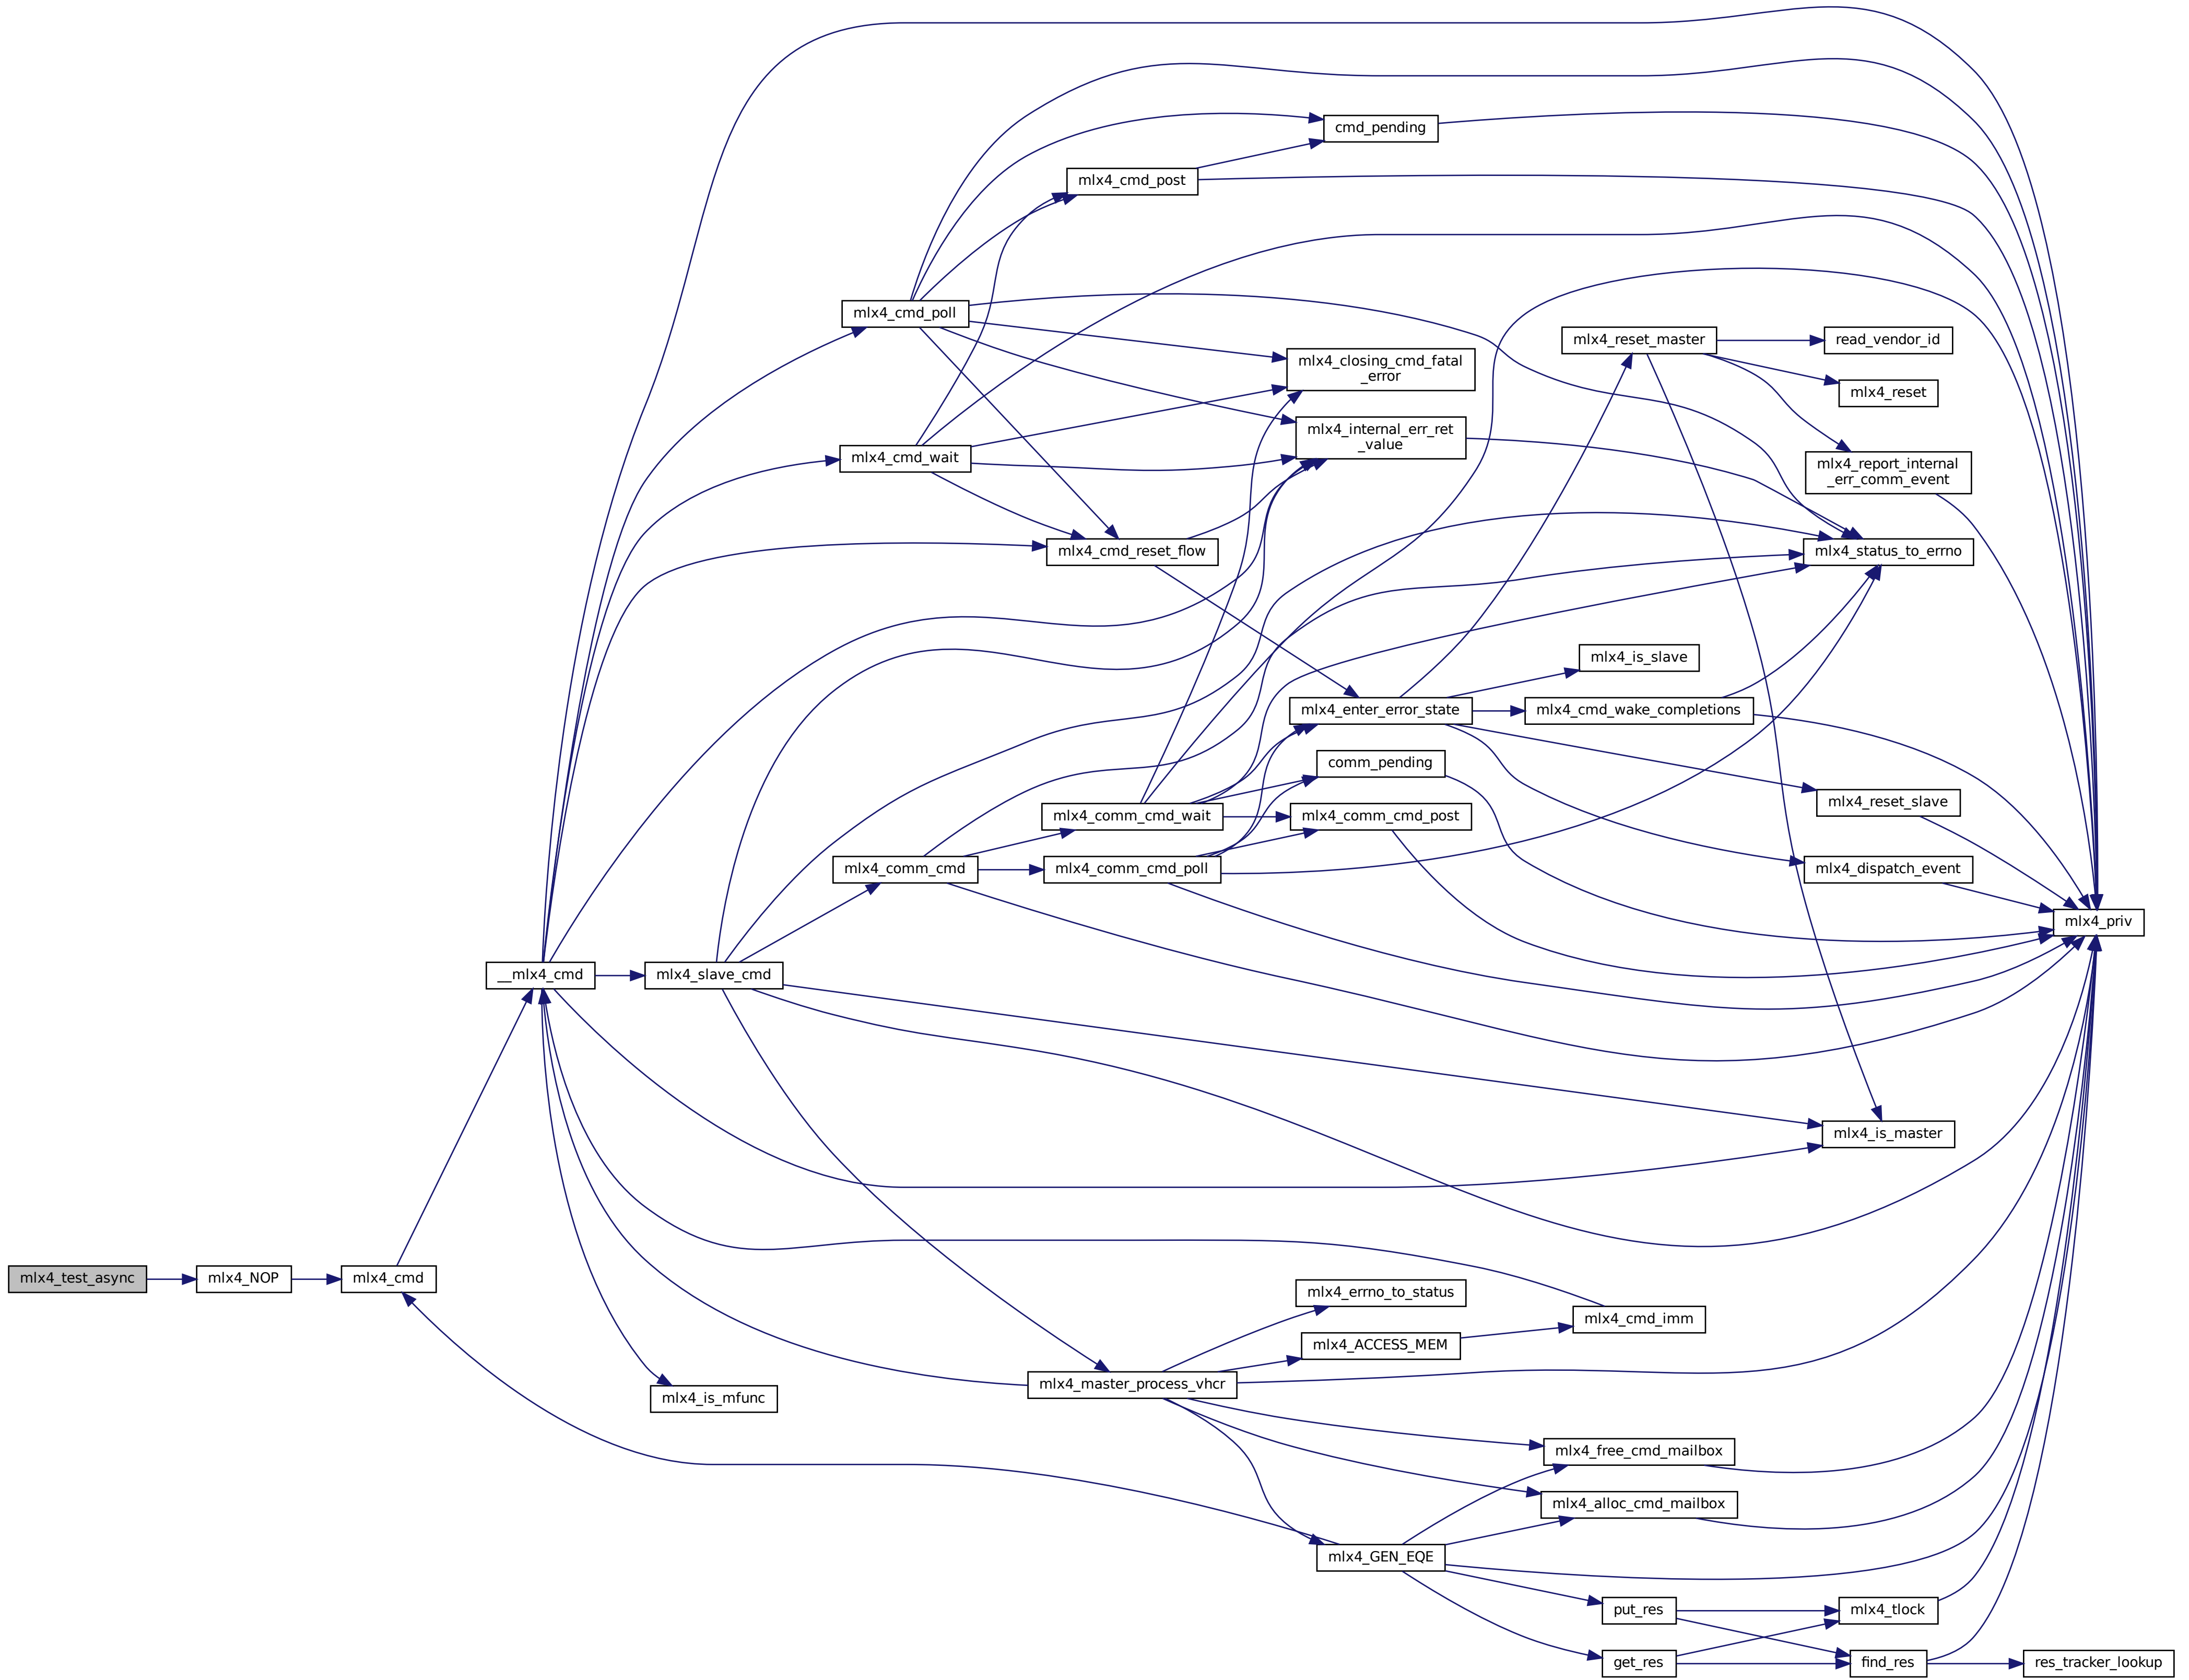 cmd_pending
mlx4_cmd_post
mlx4_cmd_poll
mlx4_reset_master
read_vendor_id
mlx4_closing_cmd_fatal
_error
mlx4_reset
mlx4_internal_err_ret
_value
mlx4_cmd_wait
mlx4_report_internal
_err_comm_event
mlx4_cmd_reset_flow
mlx4_status_to_errno
mlx4_is_slave
mlx4_enter_error_state
mlx4_cmd_wake_completions
comm_pending
mlx4_reset_slave
mlx4_comm_cmd_wait
mlx4_comm_cmd_post
mlx4_comm_cmd
mlx4_comm_cmd_poll
mlx4_dispatch_event
mlx4_priv
__mlx4_cmd
mlx4_slave_cmd
mlx4_is_master
mlx4_test_async
mlx4_NOP
mlx4_cmd
mlx4_errno_to_status
mlx4_cmd_imm
mlx4_ACCESS_MEM
mlx4_master_process_vhcr
mlx4_is_mfunc
mlx4_free_cmd_mailbox
mlx4_alloc_cmd_mailbox
mlx4_GEN_EQE
put_res
mlx4_tlock
get_res
find_res
res_tracker_lookup